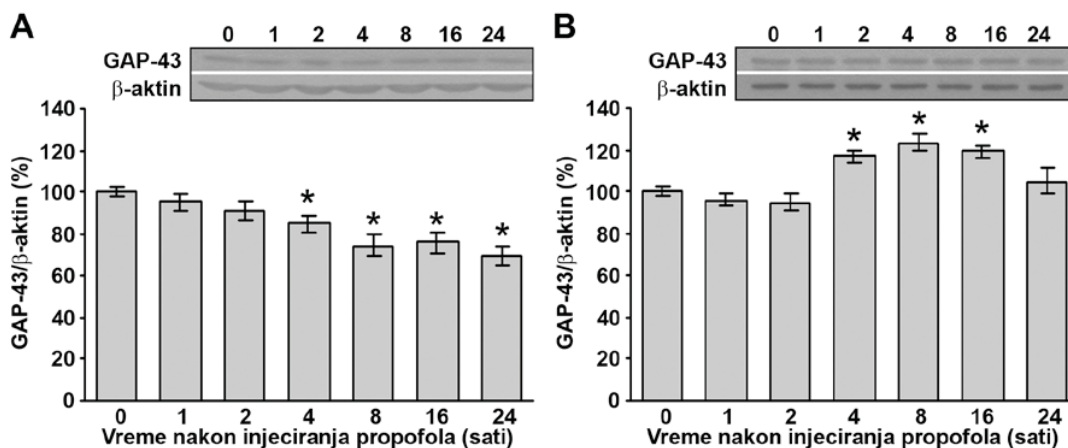 A
0 1 2 4 8 16 24
GAP-43
β-aktin
GAP-43/β-aktin (%)
140
120
100
80
60
40
20
0
* * * *
0 1 2 4 8 16 24
Vreme nakon injeciranja propofola (sati)
B
0 1 2 4 8 16 24
GAP-43
β-aktin
GAP-43/β-aktin (%)
140
120
100
80
60
40
20
0
* * *
0 1 2 4 8 16 24
Vreme nakon injeciranja propofola (sati)